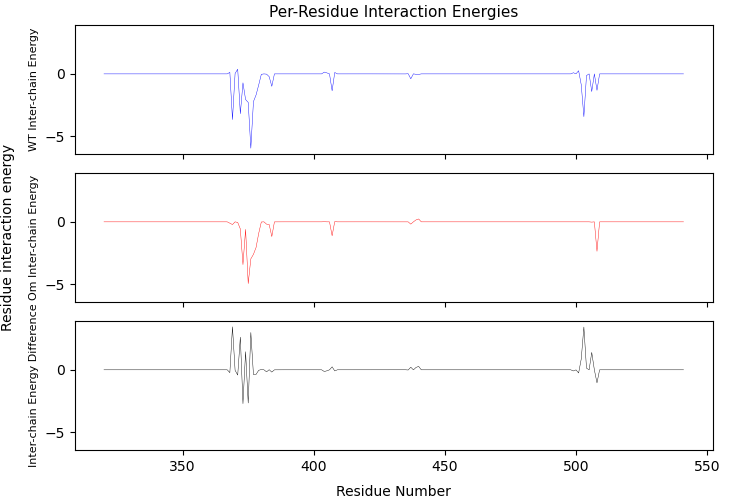 Per-Residue Interaction Energies
Residue interaction energy
WT Inter-chain Energy
0
−5
Om Inter-chain Energy
0
−5
Inter-chain Energy Difference
0
−5
350
400
450
500
550
Residue Number